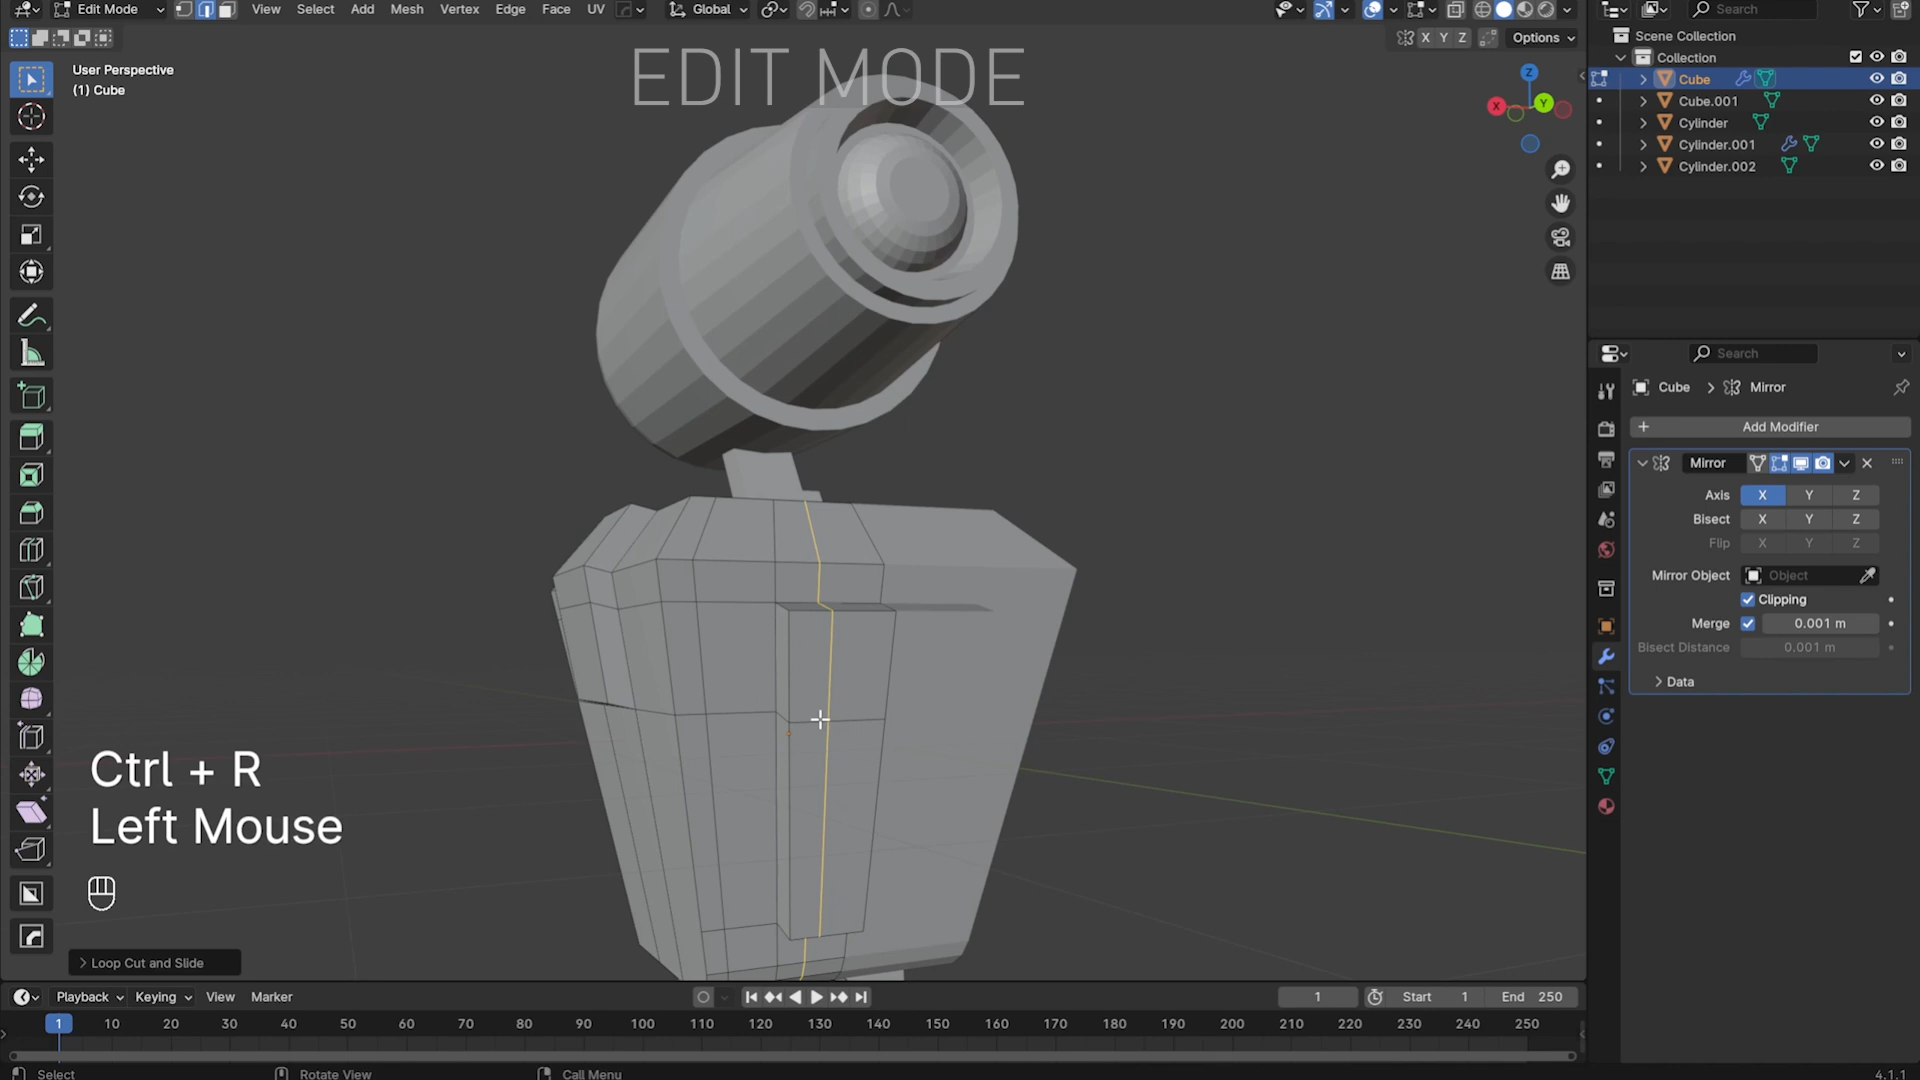 Edit Mode View Select Add Mesh Vertex Edge Face UV Global
Search
X Y Z Options
Scene Collection
Collection
Cube
Cube.001
Cylinder
Cylinder.001
Cylinder.002
EDIT MODE
User Perspective
(1) Cube
Z
X
Y
Search
Cube > Mirror
+ Add Modifier
Mirror
Axis X Y Z
Bisect X Y Z
Flip X Y Z
Mirror Object Object
Clipping
Merge 0.001 m
Bisect Distance 0.001 m
Data
Ctrl + R
Left Mouse
Loop Cut and Slide
Playback Keying View Marker 1 Start 1 End 250
1 10 20 30 40 50 60 70 80 90 100 110 120 130 140 150 160 170 180 190 200 210 220 230 240 250
Select Rotate View Call Menu 4.1.1